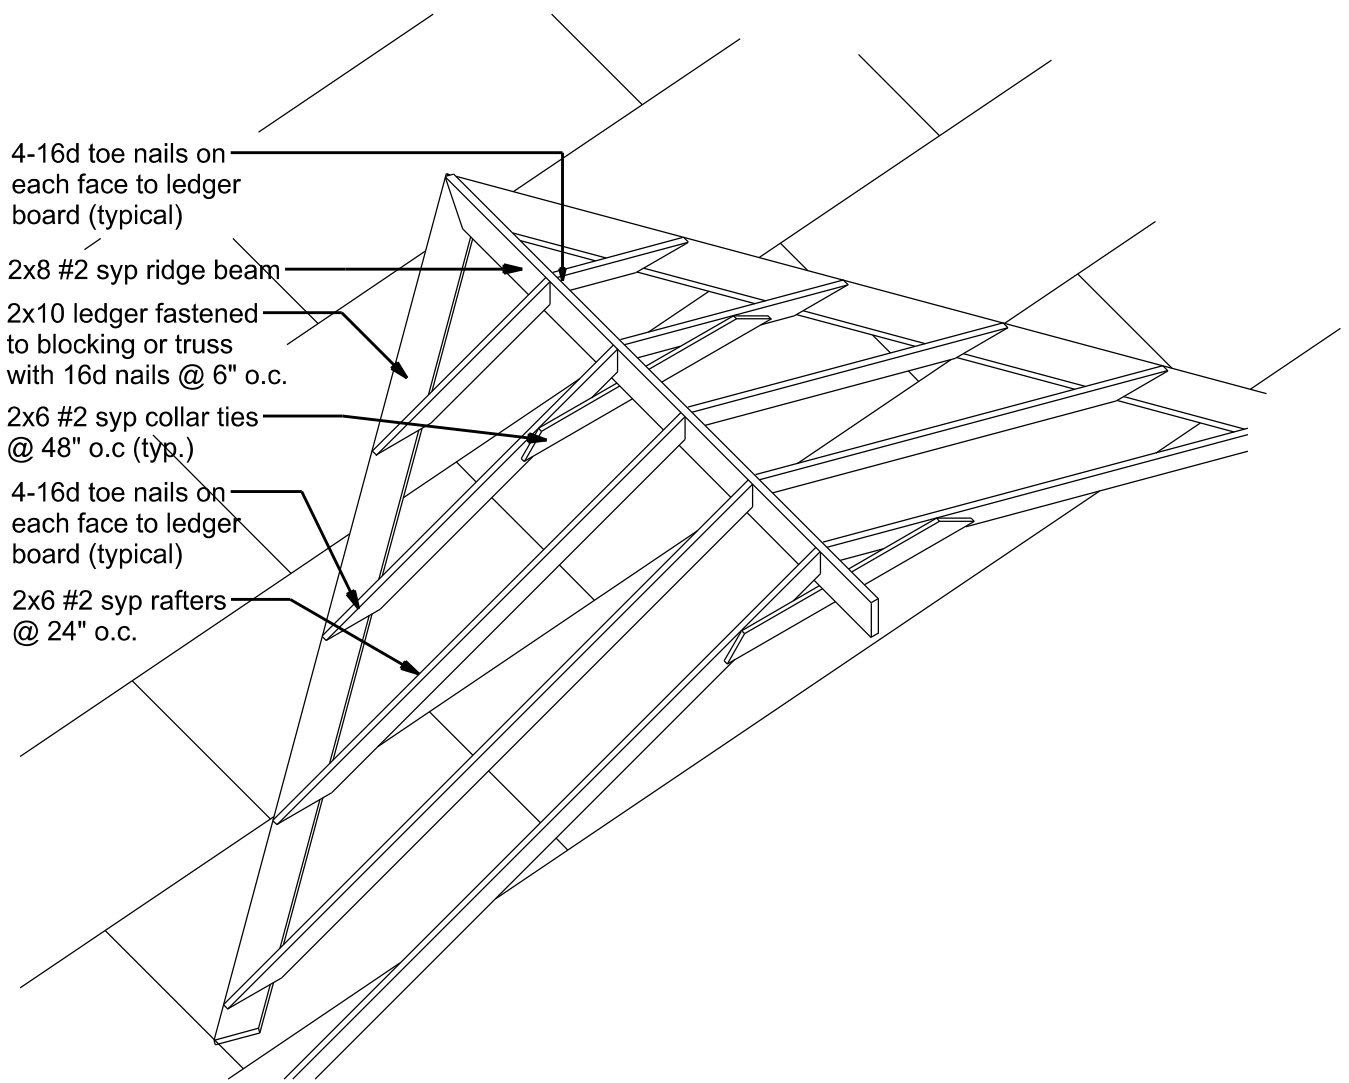 4-16d toe nails on
each face to ledger
board (typical)
2x8 #2 syp ridge beam
2x10 ledger fastened
to blocking or truss
with 16d nails @ 6" o.c.
2x6 #2 syp collar ties
@ 48" o.c (typ.)
4-16d toe nails on
each face to ledger
board (typical)
2x6 #2 syp rafters
@ 24" o.c.